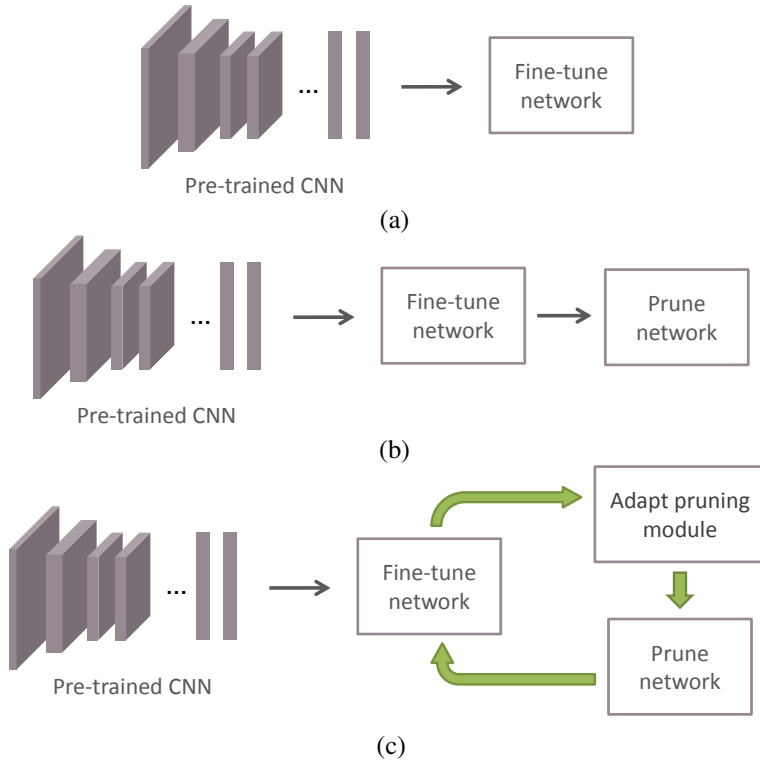 ...
Fine-tune
network
Pre-trained CNN
(a)
...
Fine-tune
network
Prune
network
Pre-trained CNN
(b)
Adapt pruning
module
...
Fine-tune
network
Prune
network
Pre-trained CNN
(c)